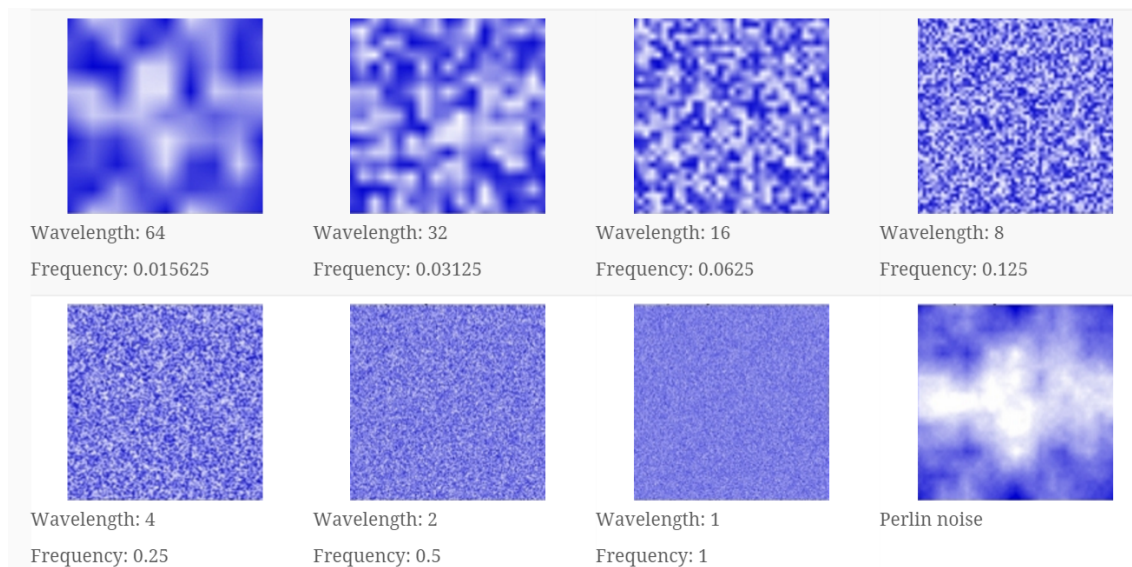 Wavelength: 64
Frequency: 0.015625
Wavelength: 32
Frequency: 0.03125
Wavelength: 16
Frequency: 0.0625
Wavelength: 8
Frequency: 0.125
Wavelength: 4
Frequency: 0.25
Wavelength: 2
Frequency: 0.5
Wavelength: 1
Frequency: 1
Perlin noise